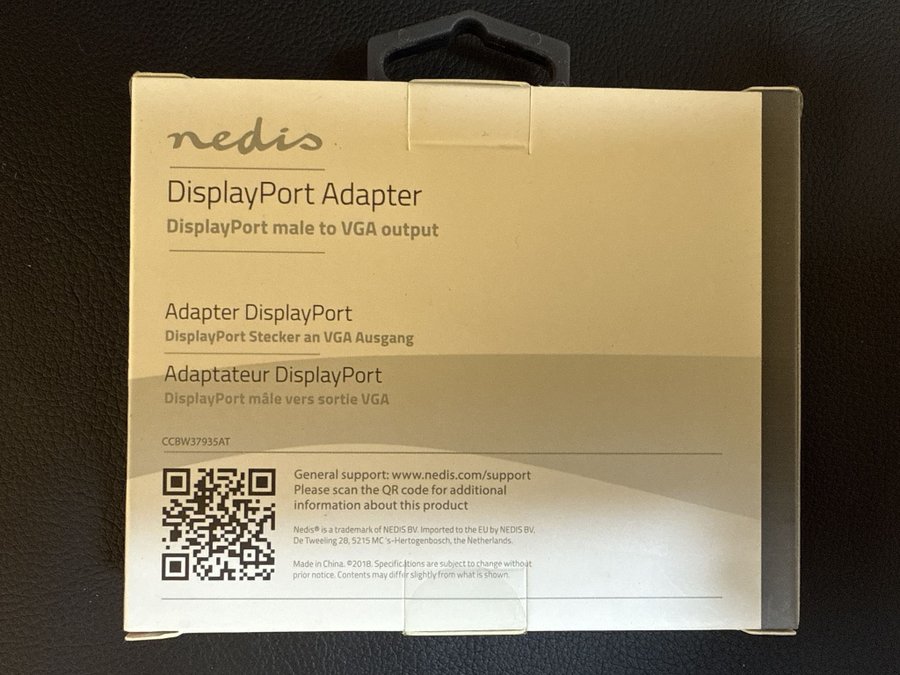 nedis
DisplayPort Adapter
DisplayPort male to VGA output
Adapter DisplayPort
DisplayPort Stecker an VGA Ausgang
Adaptateur DisplayPort
DisplayPort mâle vers sortie VGA
CCBW37935AT
General support: www.nedis.com/support
Please scan the QR code for additional
information about this product
Nedis® is a trademark of NEDIS BV. Imported to the EU by NEDIS BV,
De Tweeling 28, 5215 MC 's-Hertogenbosch, the Netherlands.
Made in China. ©2018. Specifications are subject to change without
prior notice. Contents may differ slightly from what is shown.